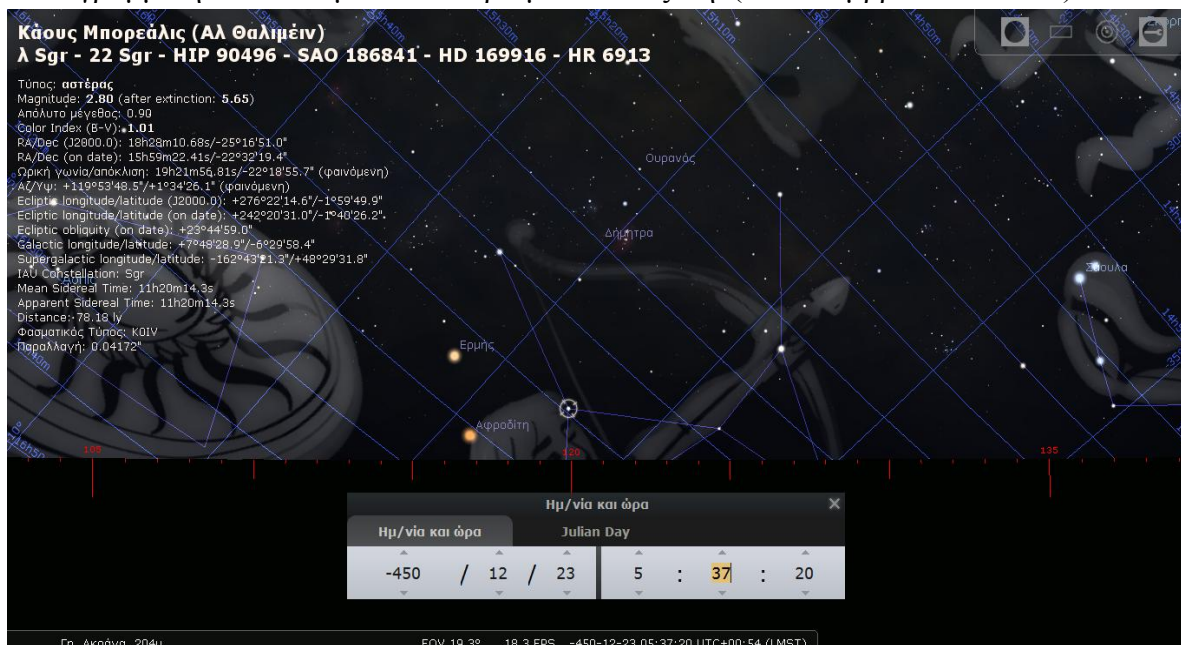 Κάους Μπορεάλις (Αλ Θαλιμέιν)
λ Sgr - 22 Sgr - HIP 90496 - SAO 186841 - HD 169916 - HR 6913
Τύπος: αστέρας
Magnitude: 2.80 (after extinction: 5.65)
Απόλυτο μέγεθος: 0.90
Color Index (B-V): 1.01
RA/Dec (J2000.0): 18h28m10.68s/-25°16'51.0"
RA/Dec (on date): 15h59m22.41s/-22°32'19.4"
Ωρική γωνία/απόκλιση: 19h21m56.81s/-22°18'55.7" (φαινόμενη)
Αζ/Υψ: +119°53'48.5"/+1°34'26.1" (φαινόμενη)
Ecliptic longitude/latitude (J2000.0): +276°22'14.6"/-1°59'49.9"
Ecliptic longitude/latitude (on date): +242°20'31.0"/-1°40'26.2"
Ecliptic obliquity (on date): +23°44'59.0"
Galactic longitude/latitude: +7°48'28.9"/-6°29'58.4"
Supergalactic longitude/latitude: -162°43'21.3"/+48°29'31.8"
IAU Constellation: Sgr
Mean Sidereal Time: 11h20m14.3s
Apparent Sidereal Time: 11h20m14.3s
Distance: 78.18 ly
Φασματικός Τύπος: K0IV
Παραλλαγή: 0.04172"
Ουρανός
Δήμητρα
Σαουλα
Ερμής
Αφροδίτη
105 120 135
Ημ/νία και ώρα
Ημ/νία και ώρα Julian Day
-450 / 12 / 23 5 : 37 : 20
FOV 19.3° 18.3 FPS -450-12-23 05:37:20 UTC+00:54 (LMST)